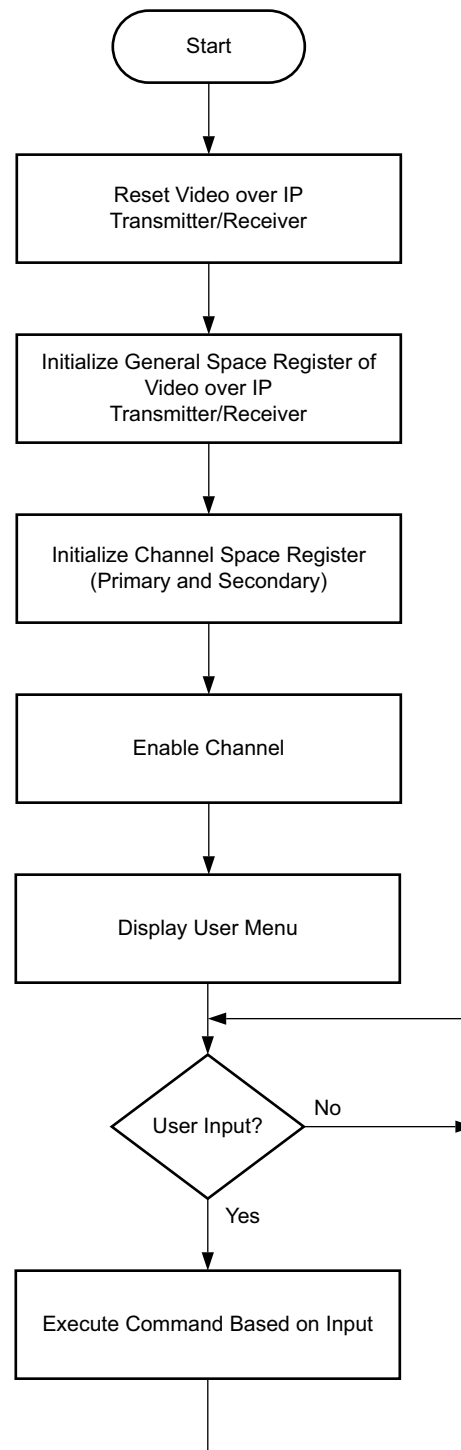 Start
Reset Video over IP
Transmitter/Receiver
Initialize General Space Register of
Video over IP
Transmitter/Receiver
Initialize Channel Space Register
(Primary and Secondary)
Enable Channel
Display User Menu
User Input?
No
Yes
Execute Command Based on Input